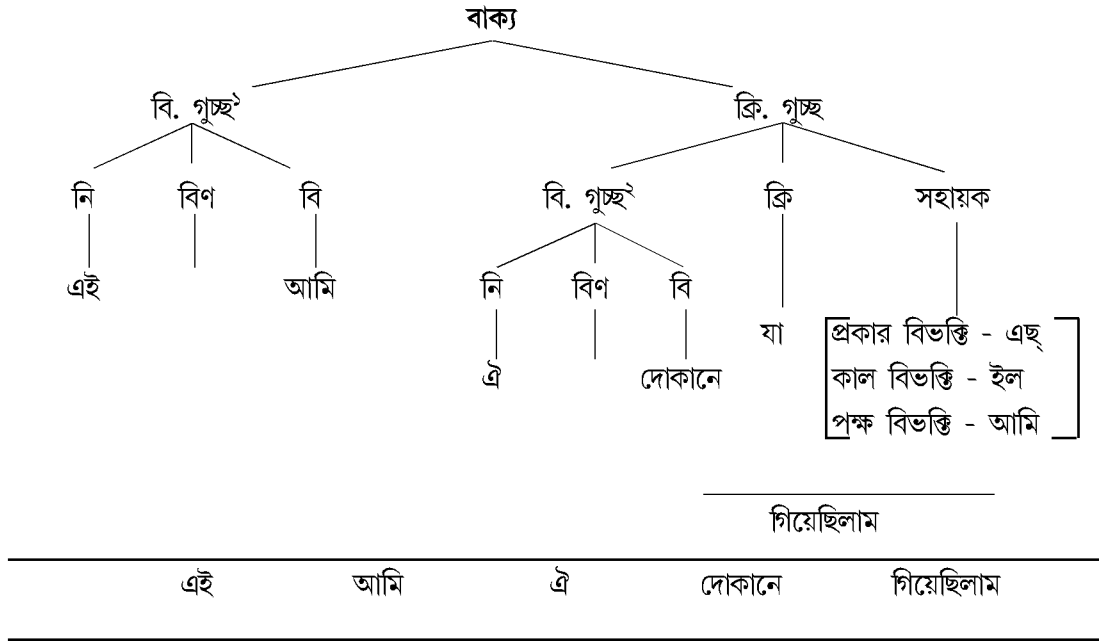 বাক্য
বি. গুচ্ছ১ ক্রি. গুচ্ছ
নি বিণ বি বি. গুচ্ছ২ ক্রি সহায়ক
এই আমি নি বিণ বি
যা প্রকার বিভক্তি - এছ্
ঐ দোকানে কাল বিভক্তি - ইল
পক্ষ বিভক্তি - আমি
গিয়েছিলাম
এই আমি ঐ দোকানে গিয়েছিলাম